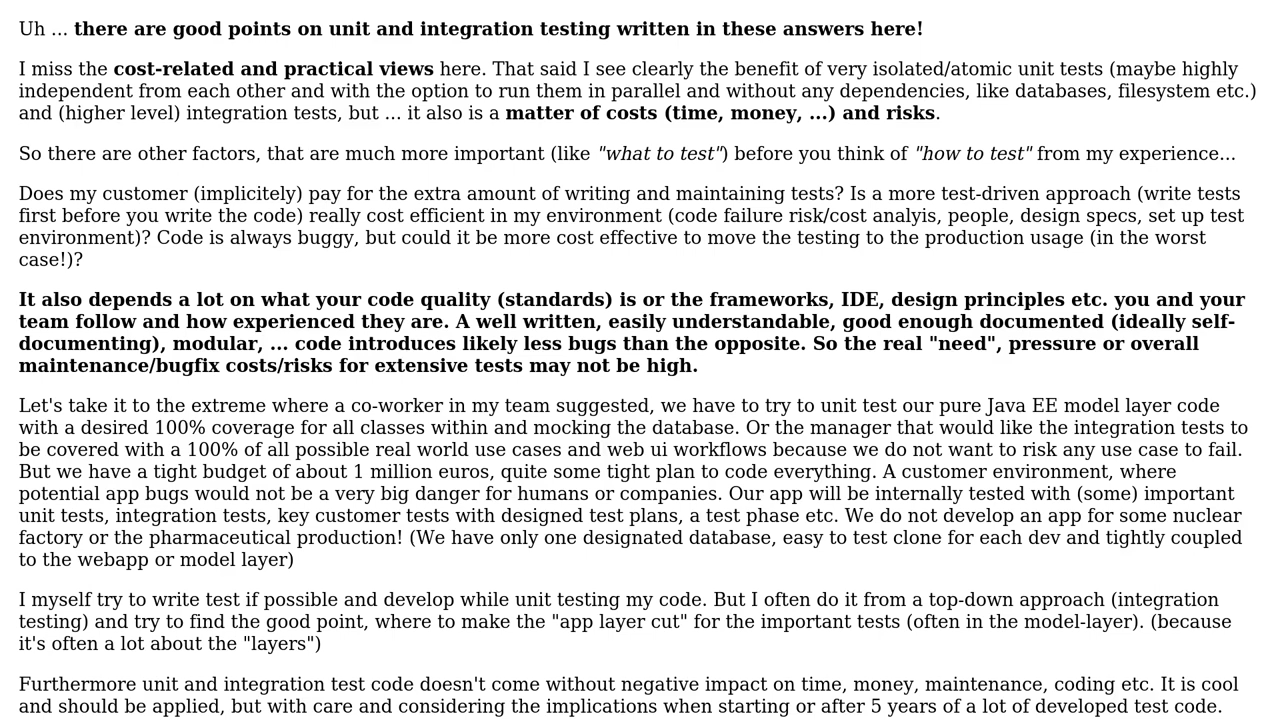 Uh ... there are good points on unit and integration testing written in these answers here!
I miss the cost-related and practical views here. That said I see clearly the benefit of very isolated/atomic unit tests (maybe highly
independent from each other and with the option to run them in parallel and without any dependencies, like databases, filesystem etc.)
and (higher level) integration tests, but ... it also is a matter of costs (time, money, ...) and risks.
So there are other factors, that are much more important (like "what to test") before you think of "how to test" from my experience...
Does my customer (implicitely) pay for the extra amount of writing and maintaining tests? Is a more test-driven approach (write tests
first before you write the code) really cost efficient in my environment (code failure risk/cost analyis, people, design specs, set up test
environment)? Code is always buggy, but could it be more cost effective to move the testing to the production usage (in the worst
case!)?
It also depends a lot on what your code quality (standards) is or the frameworks, IDE, design principles etc. you and your
team follow and how experienced they are. A well written, easily understandable, good enough documented (ideally self-
documenting), modular, ... code introduces likely less bugs than the opposite. So the real "need", pressure or overall
maintenance/bugfix costs/risks for extensive tests may not be high.
Let's take it to the extreme where a co-worker in my team suggested, we have to try to unit test our pure Java EE model layer code
with a desired 100% coverage for all classes within and mocking the database. Or the manager that would like the integration tests to
be covered with a 100% of all possible real world use cases and web ui workflows because we do not want to risk any use case to fail.
But we have a tight budget of about 1 million euros, quite some tight plan to code everything. A customer environment, where
potential app bugs would not be a very big danger for humans or companies. Our app will be internally tested with (some) important
unit tests, integration tests, key customer tests with designed test plans, a test phase etc. We do not develop an app for some nuclear
factory or the pharmaceutical production! (We have only one designated database, easy to test clone for each dev and tightly coupled
to the webapp or model layer)
I myself try to write test if possible and develop while unit testing my code. But I often do it from a top-down approach (integration
testing) and try to find the good point, where to make the "app layer cut" for the important tests (often in the model-layer). (because
it's often a lot about the "layers")
Furthermore unit and integration test code doesn't come without negative impact on time, money, maintenance, coding etc. It is cool
and should be applied, but with care and considering the implications when starting or after 5 years of a lot of developed test code.